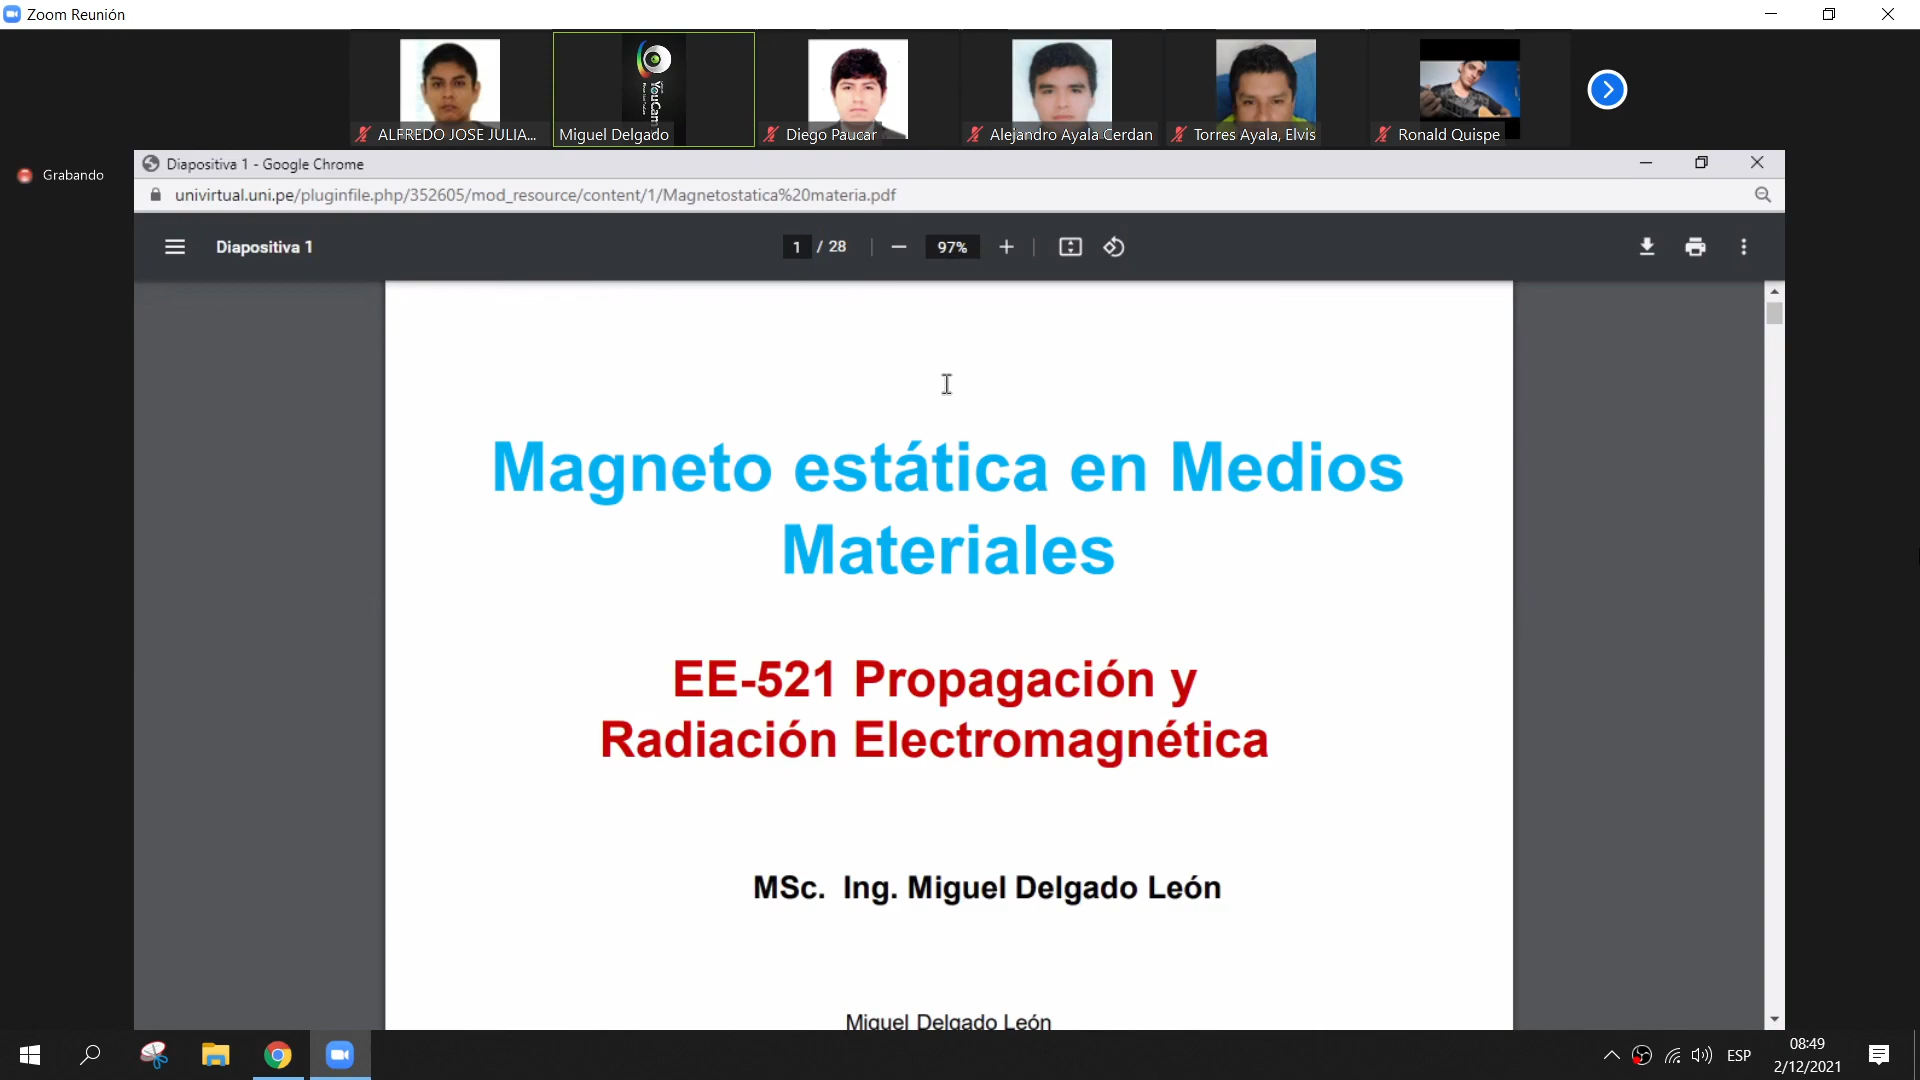 Zoom Reunión
ALFREDO JOSE JULIA...
Miguel Delgado
YouCam
Diego Paucar
Alejandro Ayala Cerdan
Torres Ayala, Elvis
Ronald Quispe
Grabando
Diapositiva 1 - Google Chrome
univirtual.uni.pe/pluginfile.php/352605/mod_resource/content/1/Magnetostatica%20materia.pdf
Diapositiva 1
1 / 28
97%
Magneto estática en Medios
Materiales
EE-521 Propagación y
Radiación Electromagnética
MSc. Ing. Miguel Delgado León
Miguel Delgado León
ESP
08:49
2/12/2021